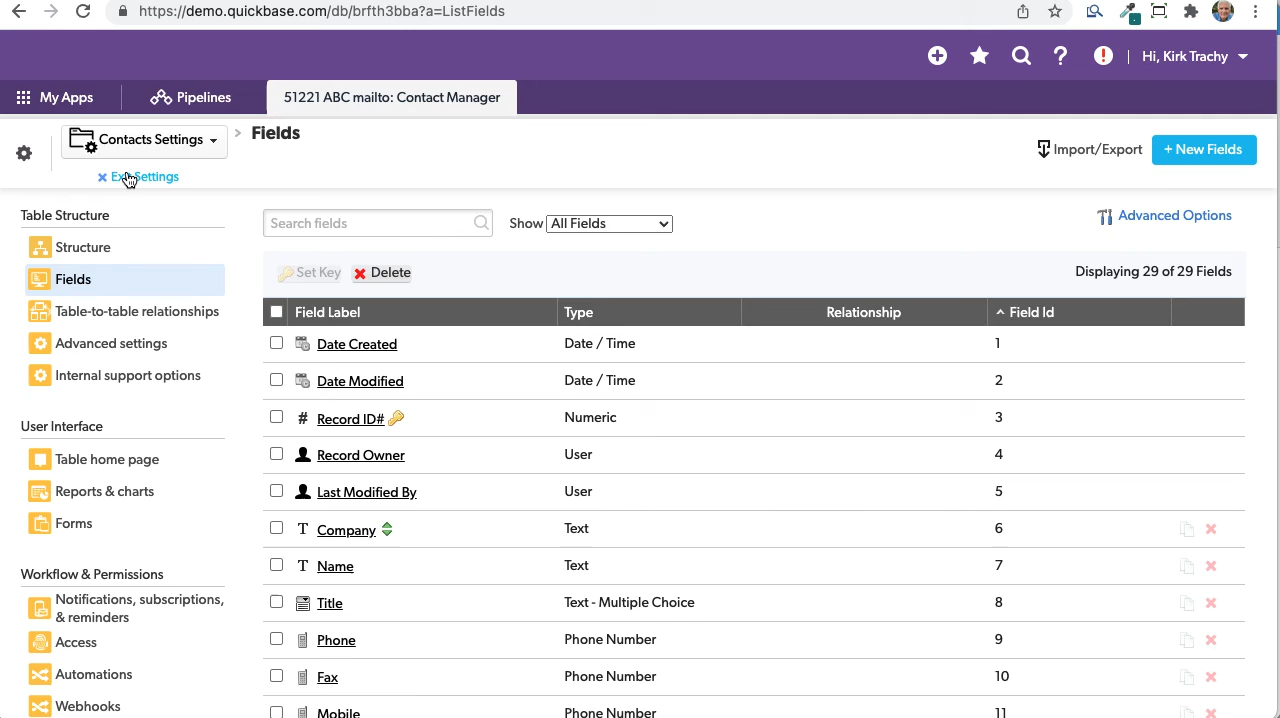 https://demo.quickbase.com/db/brfth3bba?a=ListFields
Hi, Kirk Trachy
My Apps
Pipelines
51221 ABC mailto: Contact Manager
Contacts Settings
Fields
Exit Settings
Import/Export
+ New Fields
Table Structure
Structure
Fields
Table-to-table relationships
Advanced settings
Internal support options
User Interface
Table home page
Reports & charts
Forms
Workflow & Permissions
Notifications, subscriptions,
& reminders
Access
Automations
Webhooks
Search fields
Show All Fields
Advanced Options
Set Key
Delete
Displaying 29 of 29 Fields
Field Label Type Relationship Field Id
Date Created Date / Time 1
Date Modified Date / Time 2
# Record ID# Numeric 3
Record Owner User 4
Last Modified By User 5
T Company Text 6
T Name Text 7
Title Text - Multiple Choice 8
Phone Phone Number 9
Fax Phone Number 10
Mobile Phone Number 11